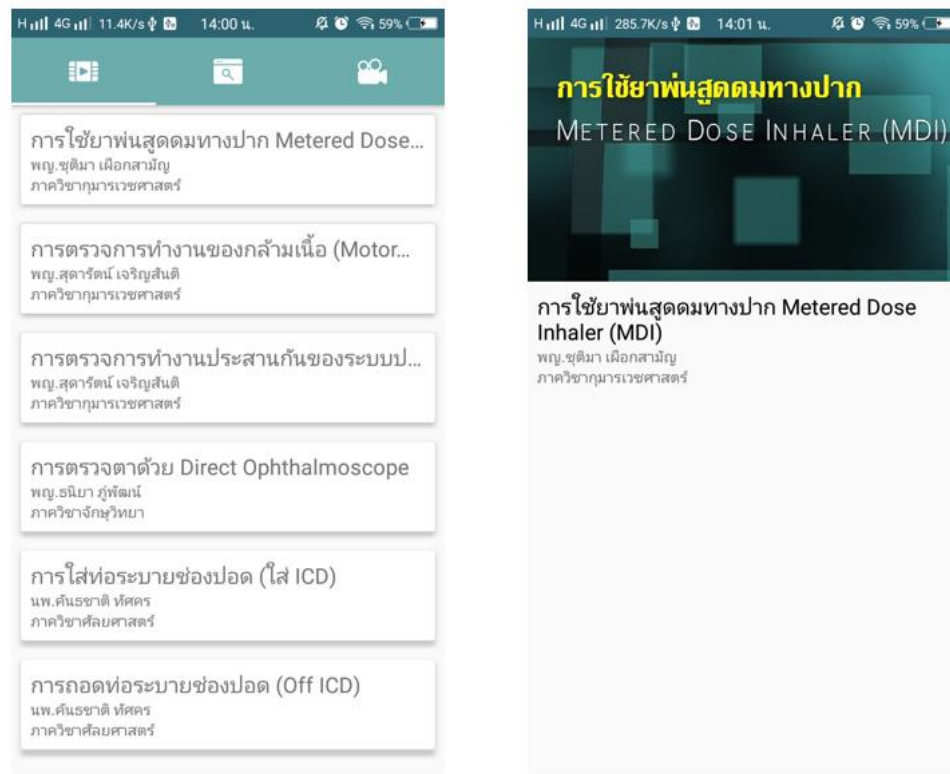 H 4G 11.4K/s 14:00 น. 59%
การใช้ยาพ่นสูดดมทางปาก Metered Dose...
พญ.ชุติมา เผือกสามัญ
ภาควิชากุมารเวชศาสตร์
การตรวจการทำงานของกล้ามเนื้อ (Motor...
พญ.สุดารัตน์ เจริญสันติ
ภาควิชากุมารเวชศาสตร์
การตรวจการทำงานประสานกันของระบบป...
พญ.สุดารัตน์ เจริญสันติ
ภาควิชากุมารเวชศาสตร์
การตรวจตาด้วย Direct Ophthalmoscope
พญ.ธนิยา ภู่พัฒน์
ภาควิชาจักษุวิทยา
การใส่ท่อระบายช่องปอด (ใส่ ICD)
นพ.คันธชาติ ทัศคร
ภาควิชาศัลยศาสตร์
การถอดท่อระบายช่องปอด (Off ICD)
นพ.คันธชาติ ทัศคร
ภาควิชาศัลยศาสตร์
H 4G 285.7K/s 14:01 น. 59%
การใช้ยาพ่นสูดดมทางปาก
METERED DOSE INHALER (MDI)
การใช้ยาพ่นสูดดมทางปาก Metered Dose
Inhaler (MDI)
พญ.ชุติมา เผือกสามัญ
ภาควิชากุมารเวชศาสตร์